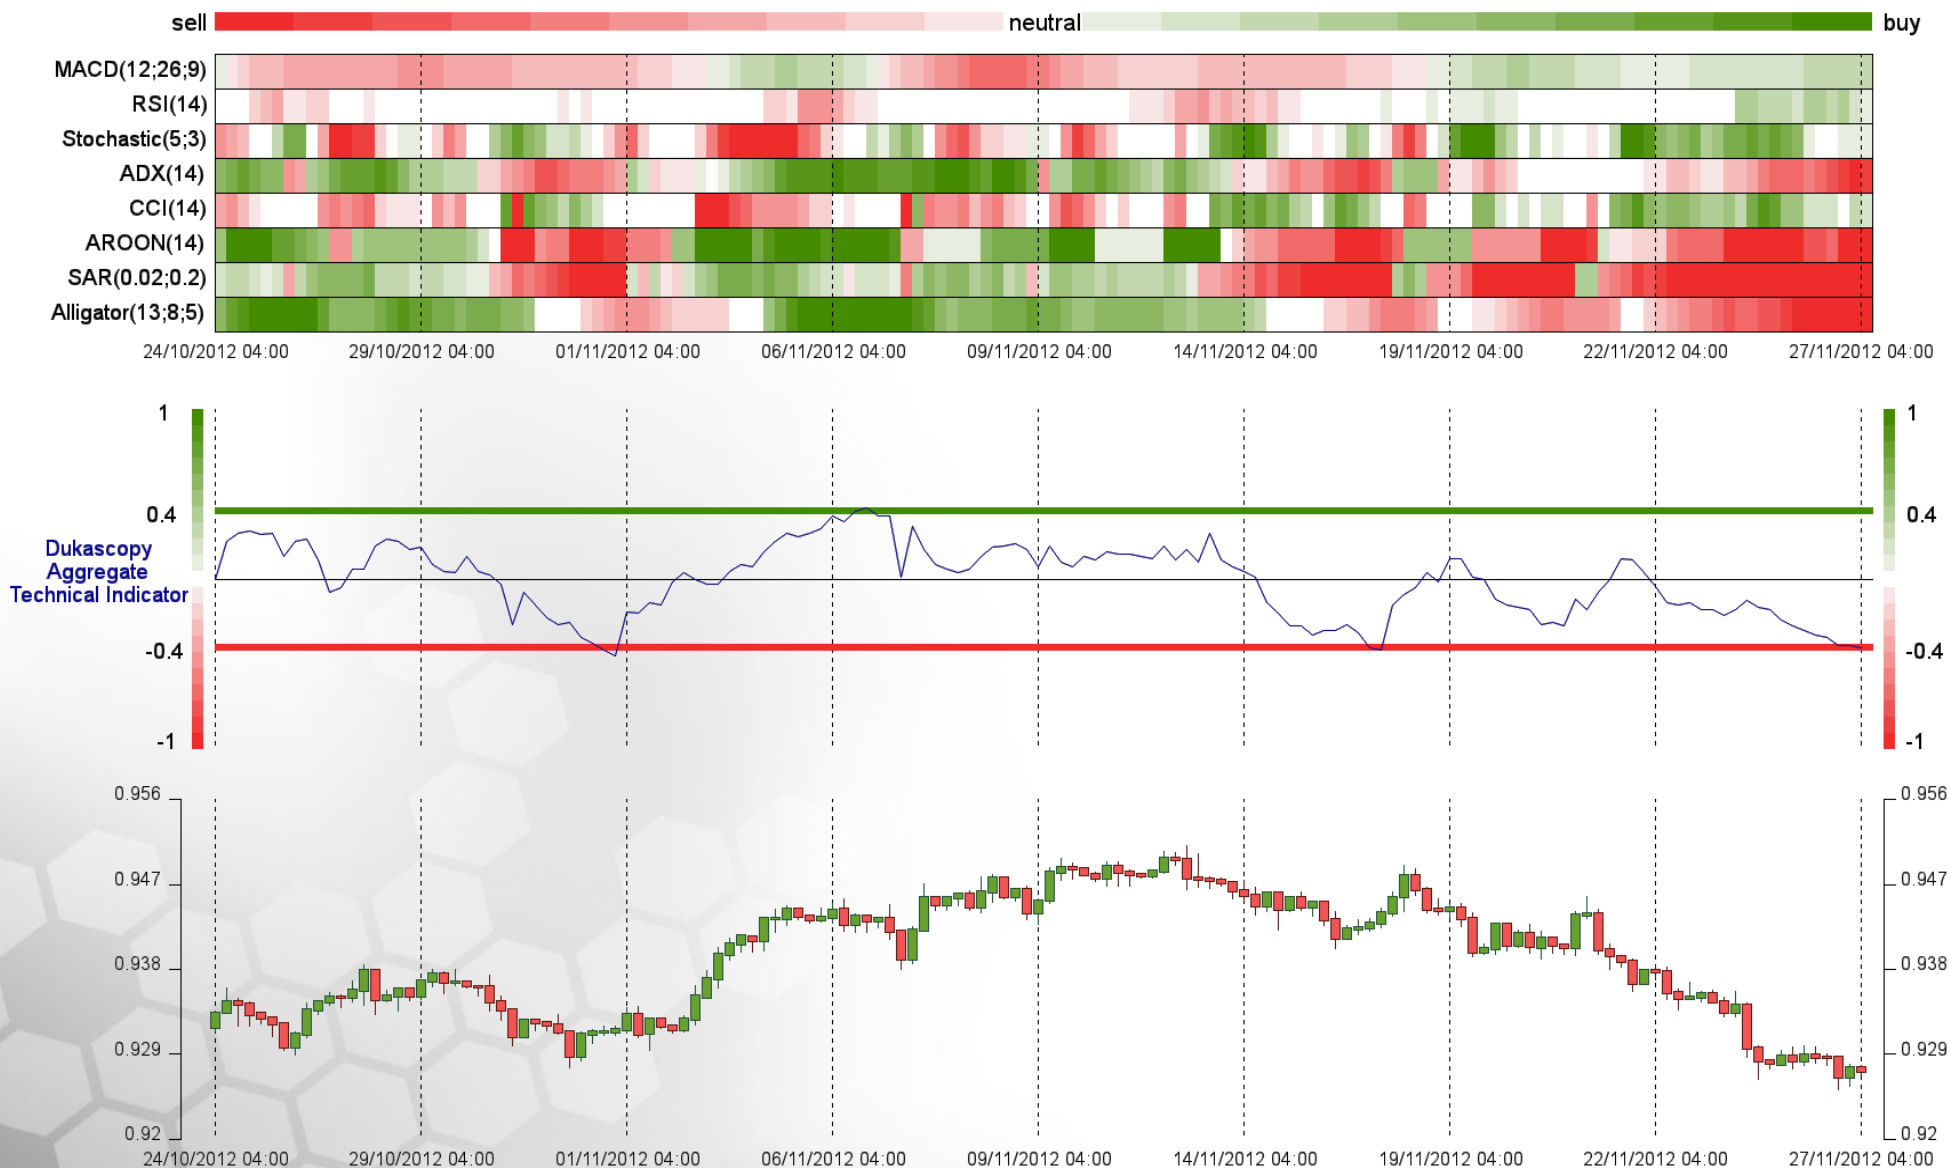 sell neutral buy
MACD(12;26;9)
RSI(14)
Stochastic(5;3)
ADX(14)
CCI(14)
AROON(14)
SAR(0.02;0.2)
Alligator(13;8;5)
24/10/2012 04:00 29/10/2012 04:00 01/11/2012 04:00 06/11/2012 04:00 09/11/2012 04:00 14/11/2012 04:00 19/11/2012 04:00 22/11/2012 04:00 27/11/2012 04:00
1 1
0.4 0.4
Dukascopy
Aggregate
Technical Indicator
-0.4 -0.4
-1 -1
0.956 0.956
0.947 0.947
0.938 0.938
0.929 0.929
0.92 0.92
24/10/2012 04:00 29/10/2012 04:00 01/11/2012 04:00 06/11/2012 04:00 09/11/2012 04:00 14/11/2012 04:00 19/11/2012 04:00 22/11/2012 04:00 27/11/2012 04:00